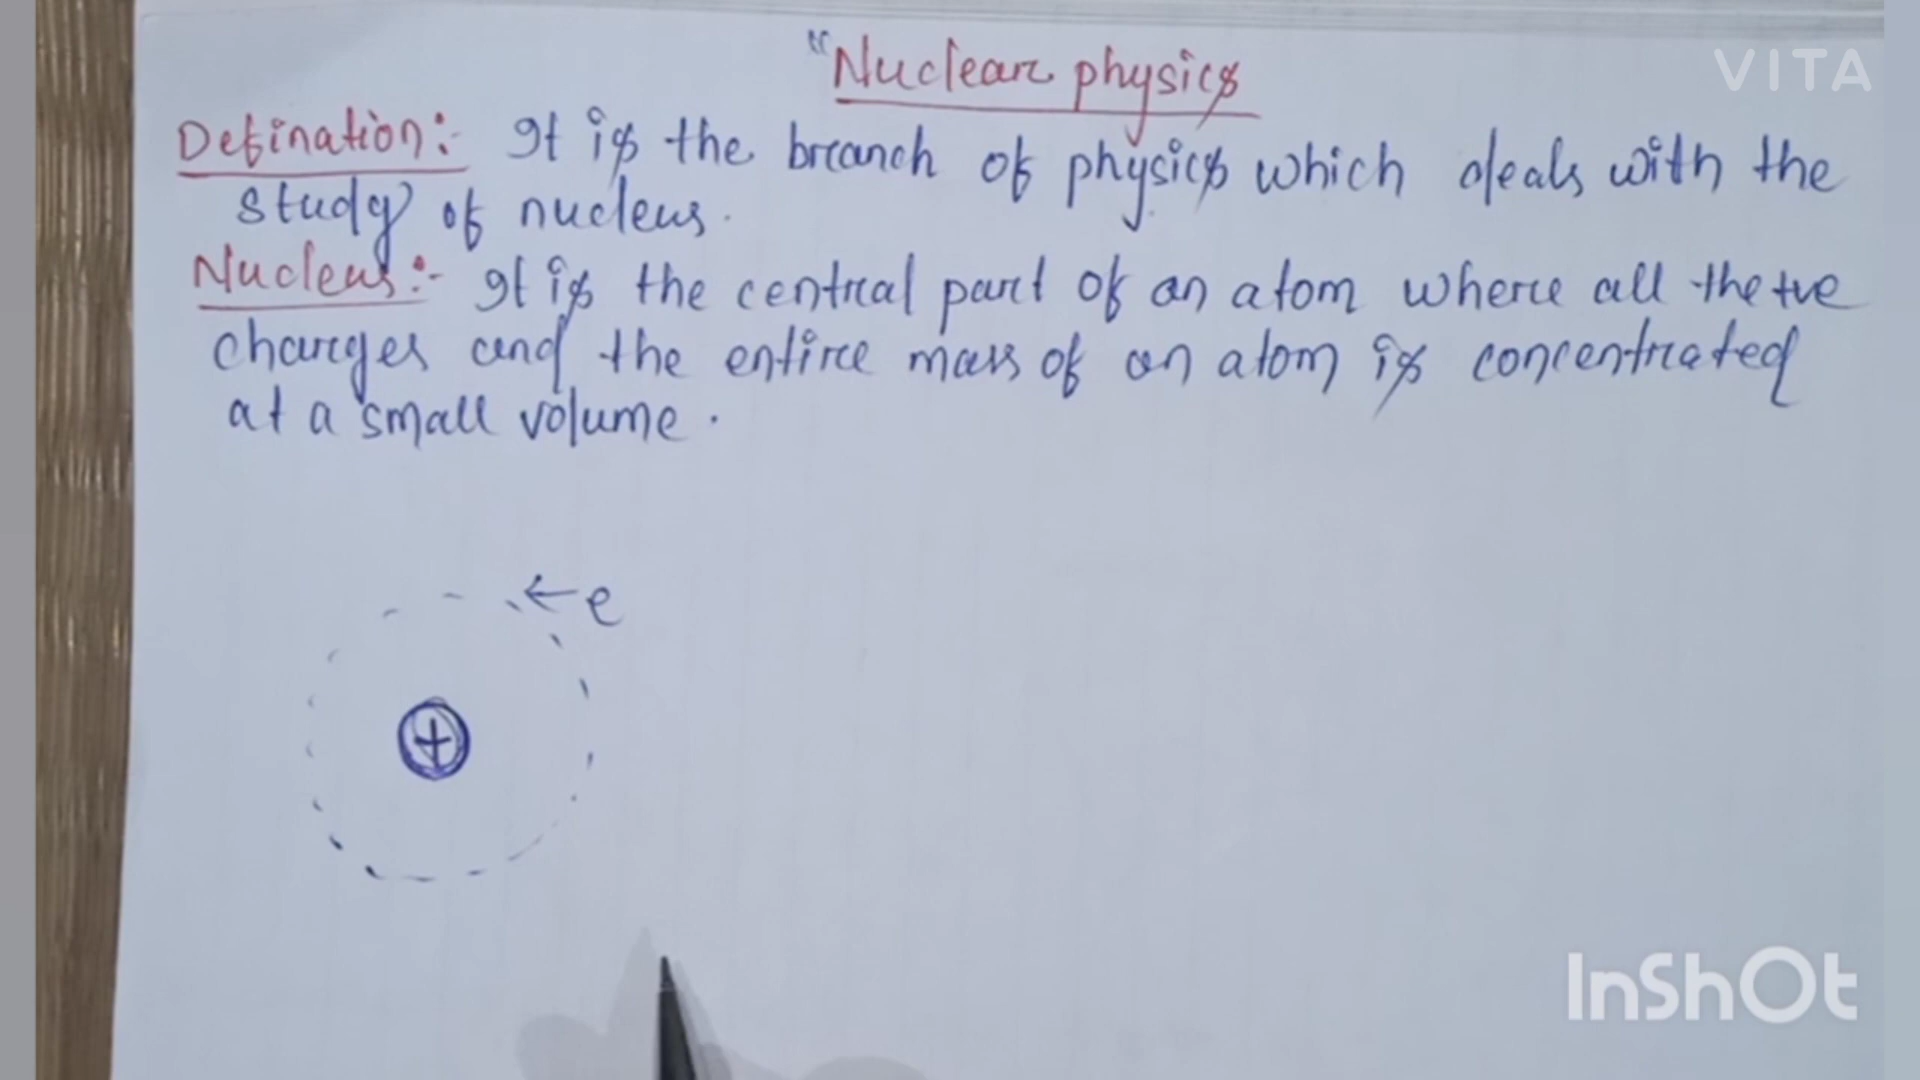 "Nuclear physics
VITA
Defination:- It is the branch of physics which deals with the
study of nucleus.
Nucleus:- It is the central part of an atom where all the +ve
charges and the entire mass of an atom is concentrated
at a small volume.
←e
+
InShOt